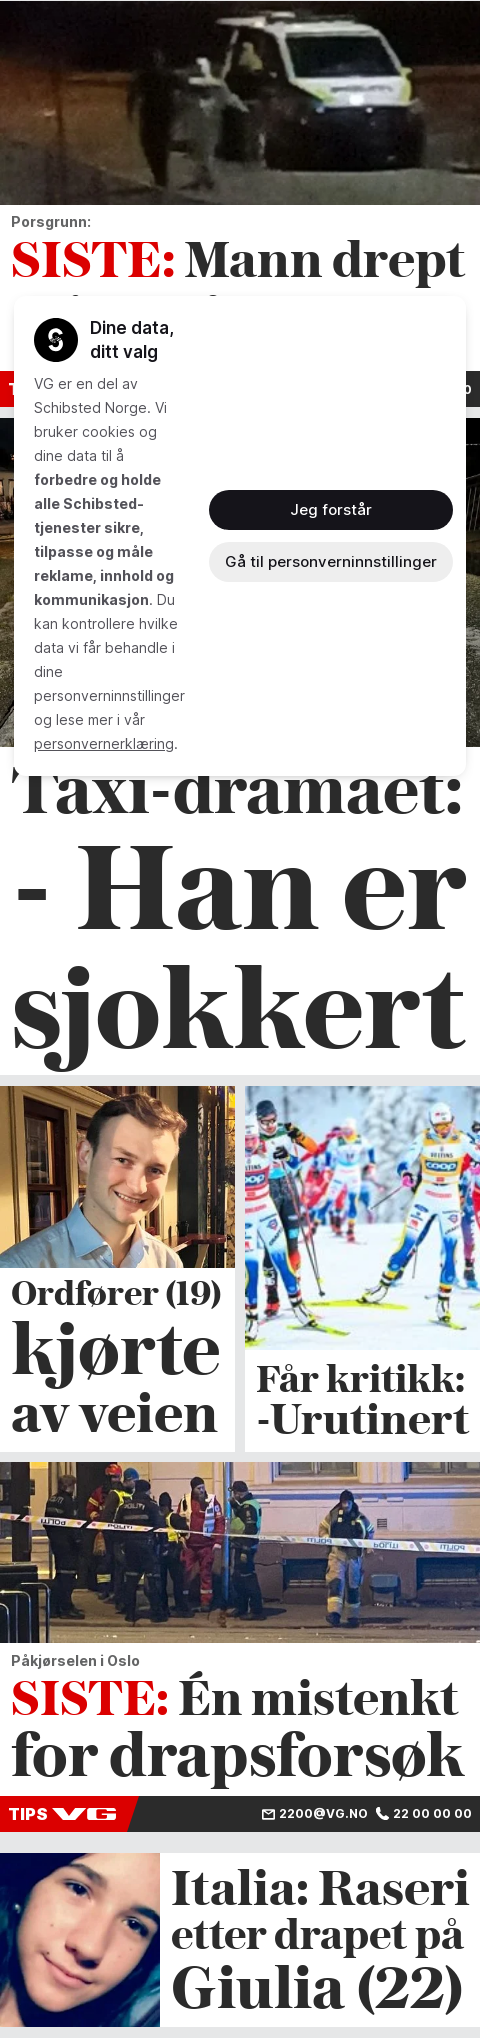 Porsgrunn:
SISTE: Mann drept
Dine data,
ditt valg
VG er en del av
Schibsted Norge. Vi
bruker cookies og
dine data til å
forbedre og holde
alle Schibsted-
tjenester sikre,
tilpasse og måle
reklame, innhold og
kommunikasjon. Du
kan kontrollere hvilke
data vi får behandle i
dine
personverninnstillinger
og lese mer i vår
personvernerklæring.
Jeg forstår
Gå til personverninnstillinger
Taxi-dramaet:
- Han er
sjokkert
Ordfører (19)
kjørte
av veien
Får kritikk:
-Urutinert
Påkjørselen i Oslo
SISTE: Én mistenkt
for drapsforsøk
TIPS VG 2200@VG.NO 22 00 00 00
Italia: Raseri
etter drapet på
Giulia (22)